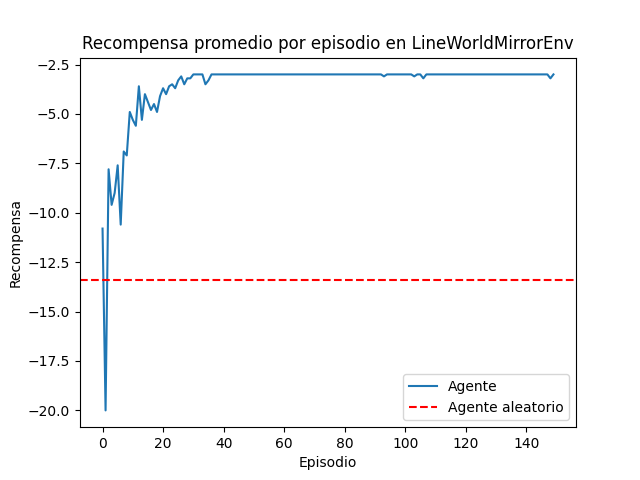 Recompensa promedio por episodio en LineWorldMirrorEnv
−2.5
−5.0
−7.5
−10.0
−12.5
−15.0
−17.5
−20.0
Recompensa
Agente
Agente aleatorio
0 20 40 60 80 100 120 140
Episodio